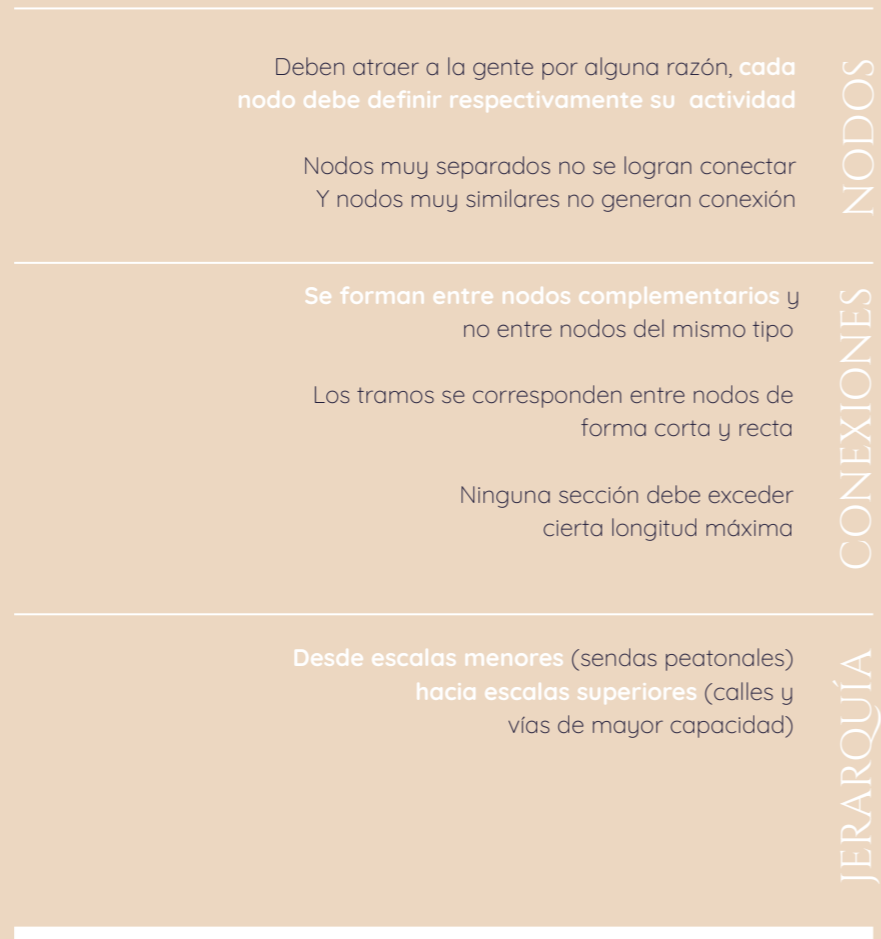 NODOS
Deben atraer a la gente por alguna razón, cada
nodo debe definir respectivamente su actividad
Nodos muy separados no se logran conectar
Y nodos muy similares no generan conexión
CONEXIONES
Se forman entre nodos complementarios y
no entre nodos del mismo tipo
Los tramos se corresponden entre nodos de
forma corta y recta
Ninguna sección debe exceder
cierta longitud máxima
JERARQUÍA
Desde escalas menores (sendas peatonales)
hacia escalas superiores (calles y
vías de mayor capacidad)